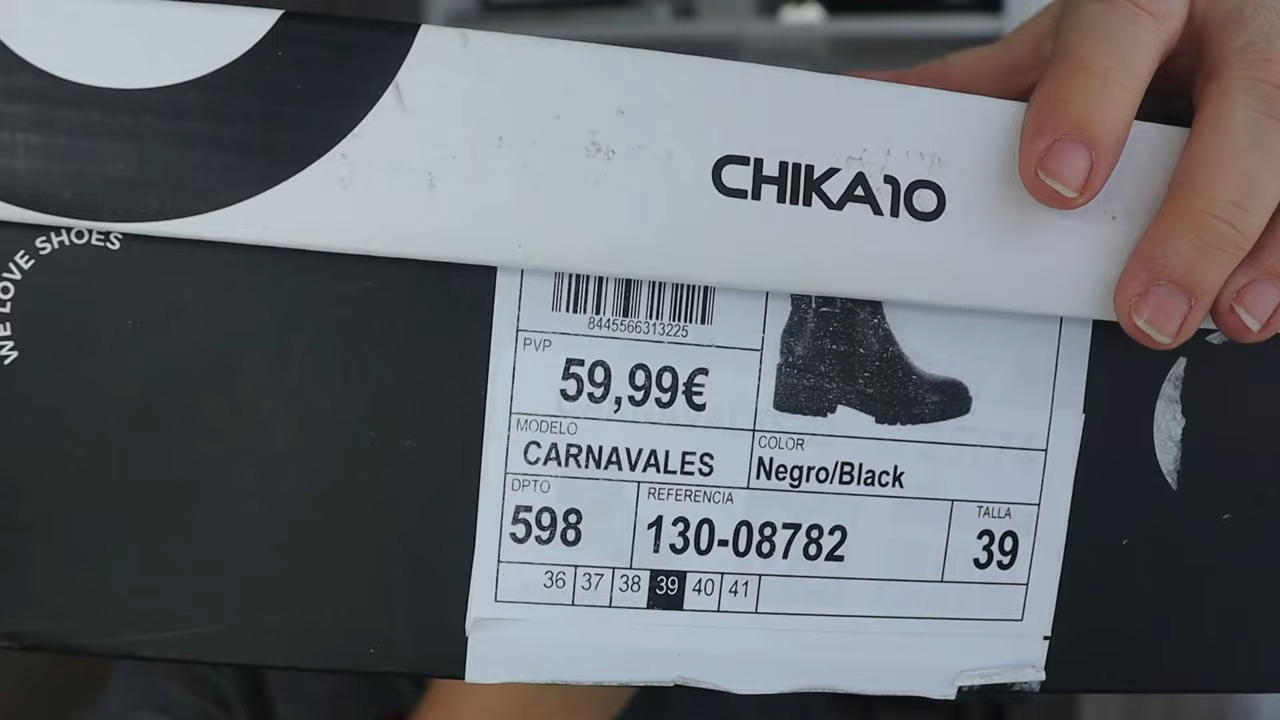 CHIKA10
WE LOVE SHOES
8445566313225
PVP
59,99€
MODELO
CARNAVALES
COLOR
Negro/Black
DPTO
598
REFERENCIA
130-08782
TALLA
39
36 37 38 39 40 41